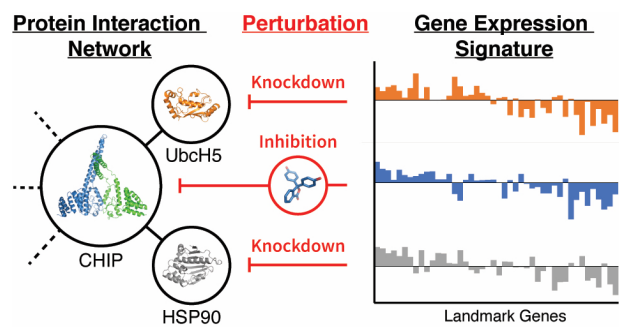 Protein Interaction
Network
Perturbation
Gene Expression
Signature
Knockdown
UbcH5
Inhibition
CHIP
Knockdown
HSP90
Landmark Genes